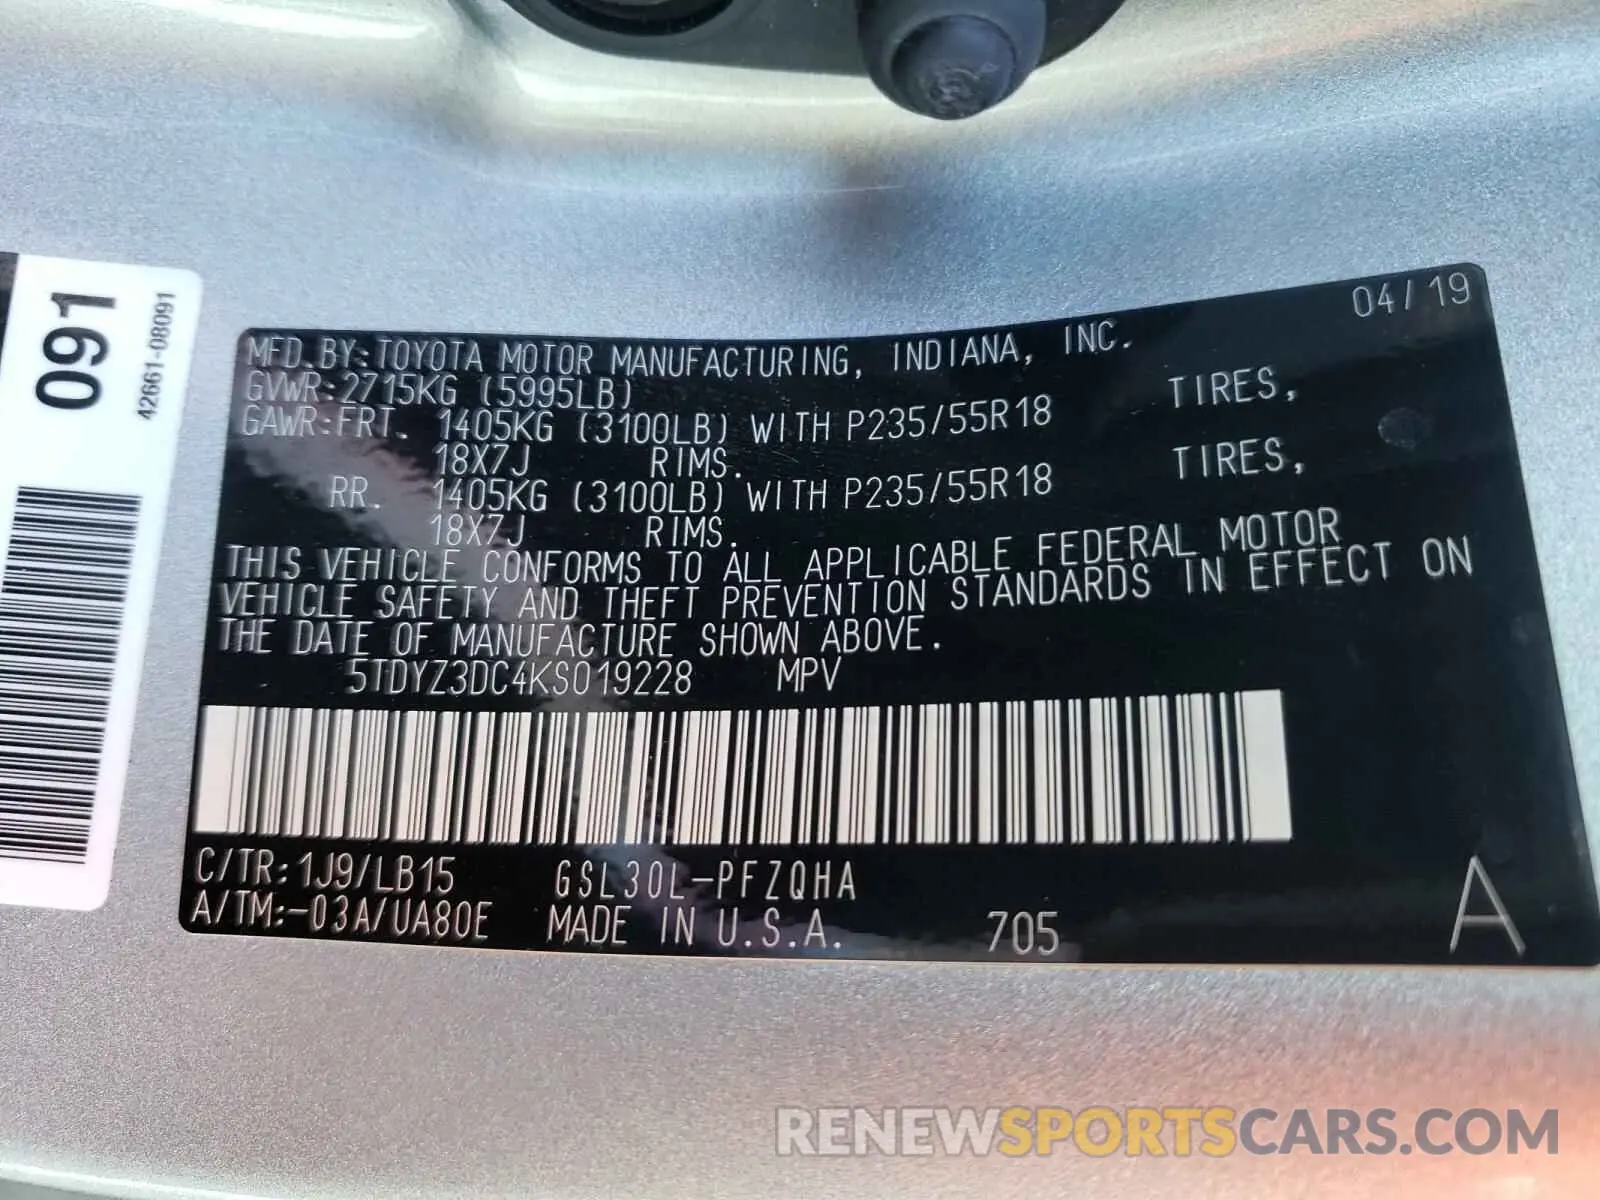 04/19
MFD.BY:TOYOTA MOTOR MANUFACTURING, INDIANA, INC.
GVWR:2715KG (5995LB)
GAWR:FRT. 1405KG (3100LB) WITH P235/55R18 TIRES,
18X7J RIMS.
RR. 1405KG (3100LB) WITH P235/55R18 TIRES,
18X7J RIMS.
THIS VEHICLE CONFORMS TO ALL APPLICABLE FEDERAL MOTOR
VEHICLE SAFETY AND THEFT PREVENTION STANDARDS IN EFFECT ON
THE DATE OF MANUFACTURE SHOWN ABOVE.
5TDYZ3DC4KS019228 MPV
C/TR:1J9/LB15 GSL30L-PFZQHA
A/TM:-03A/UA80E MADE IN U.S.A. 705 A
091
42661-08091
RENEWSPORTSCARS.COM